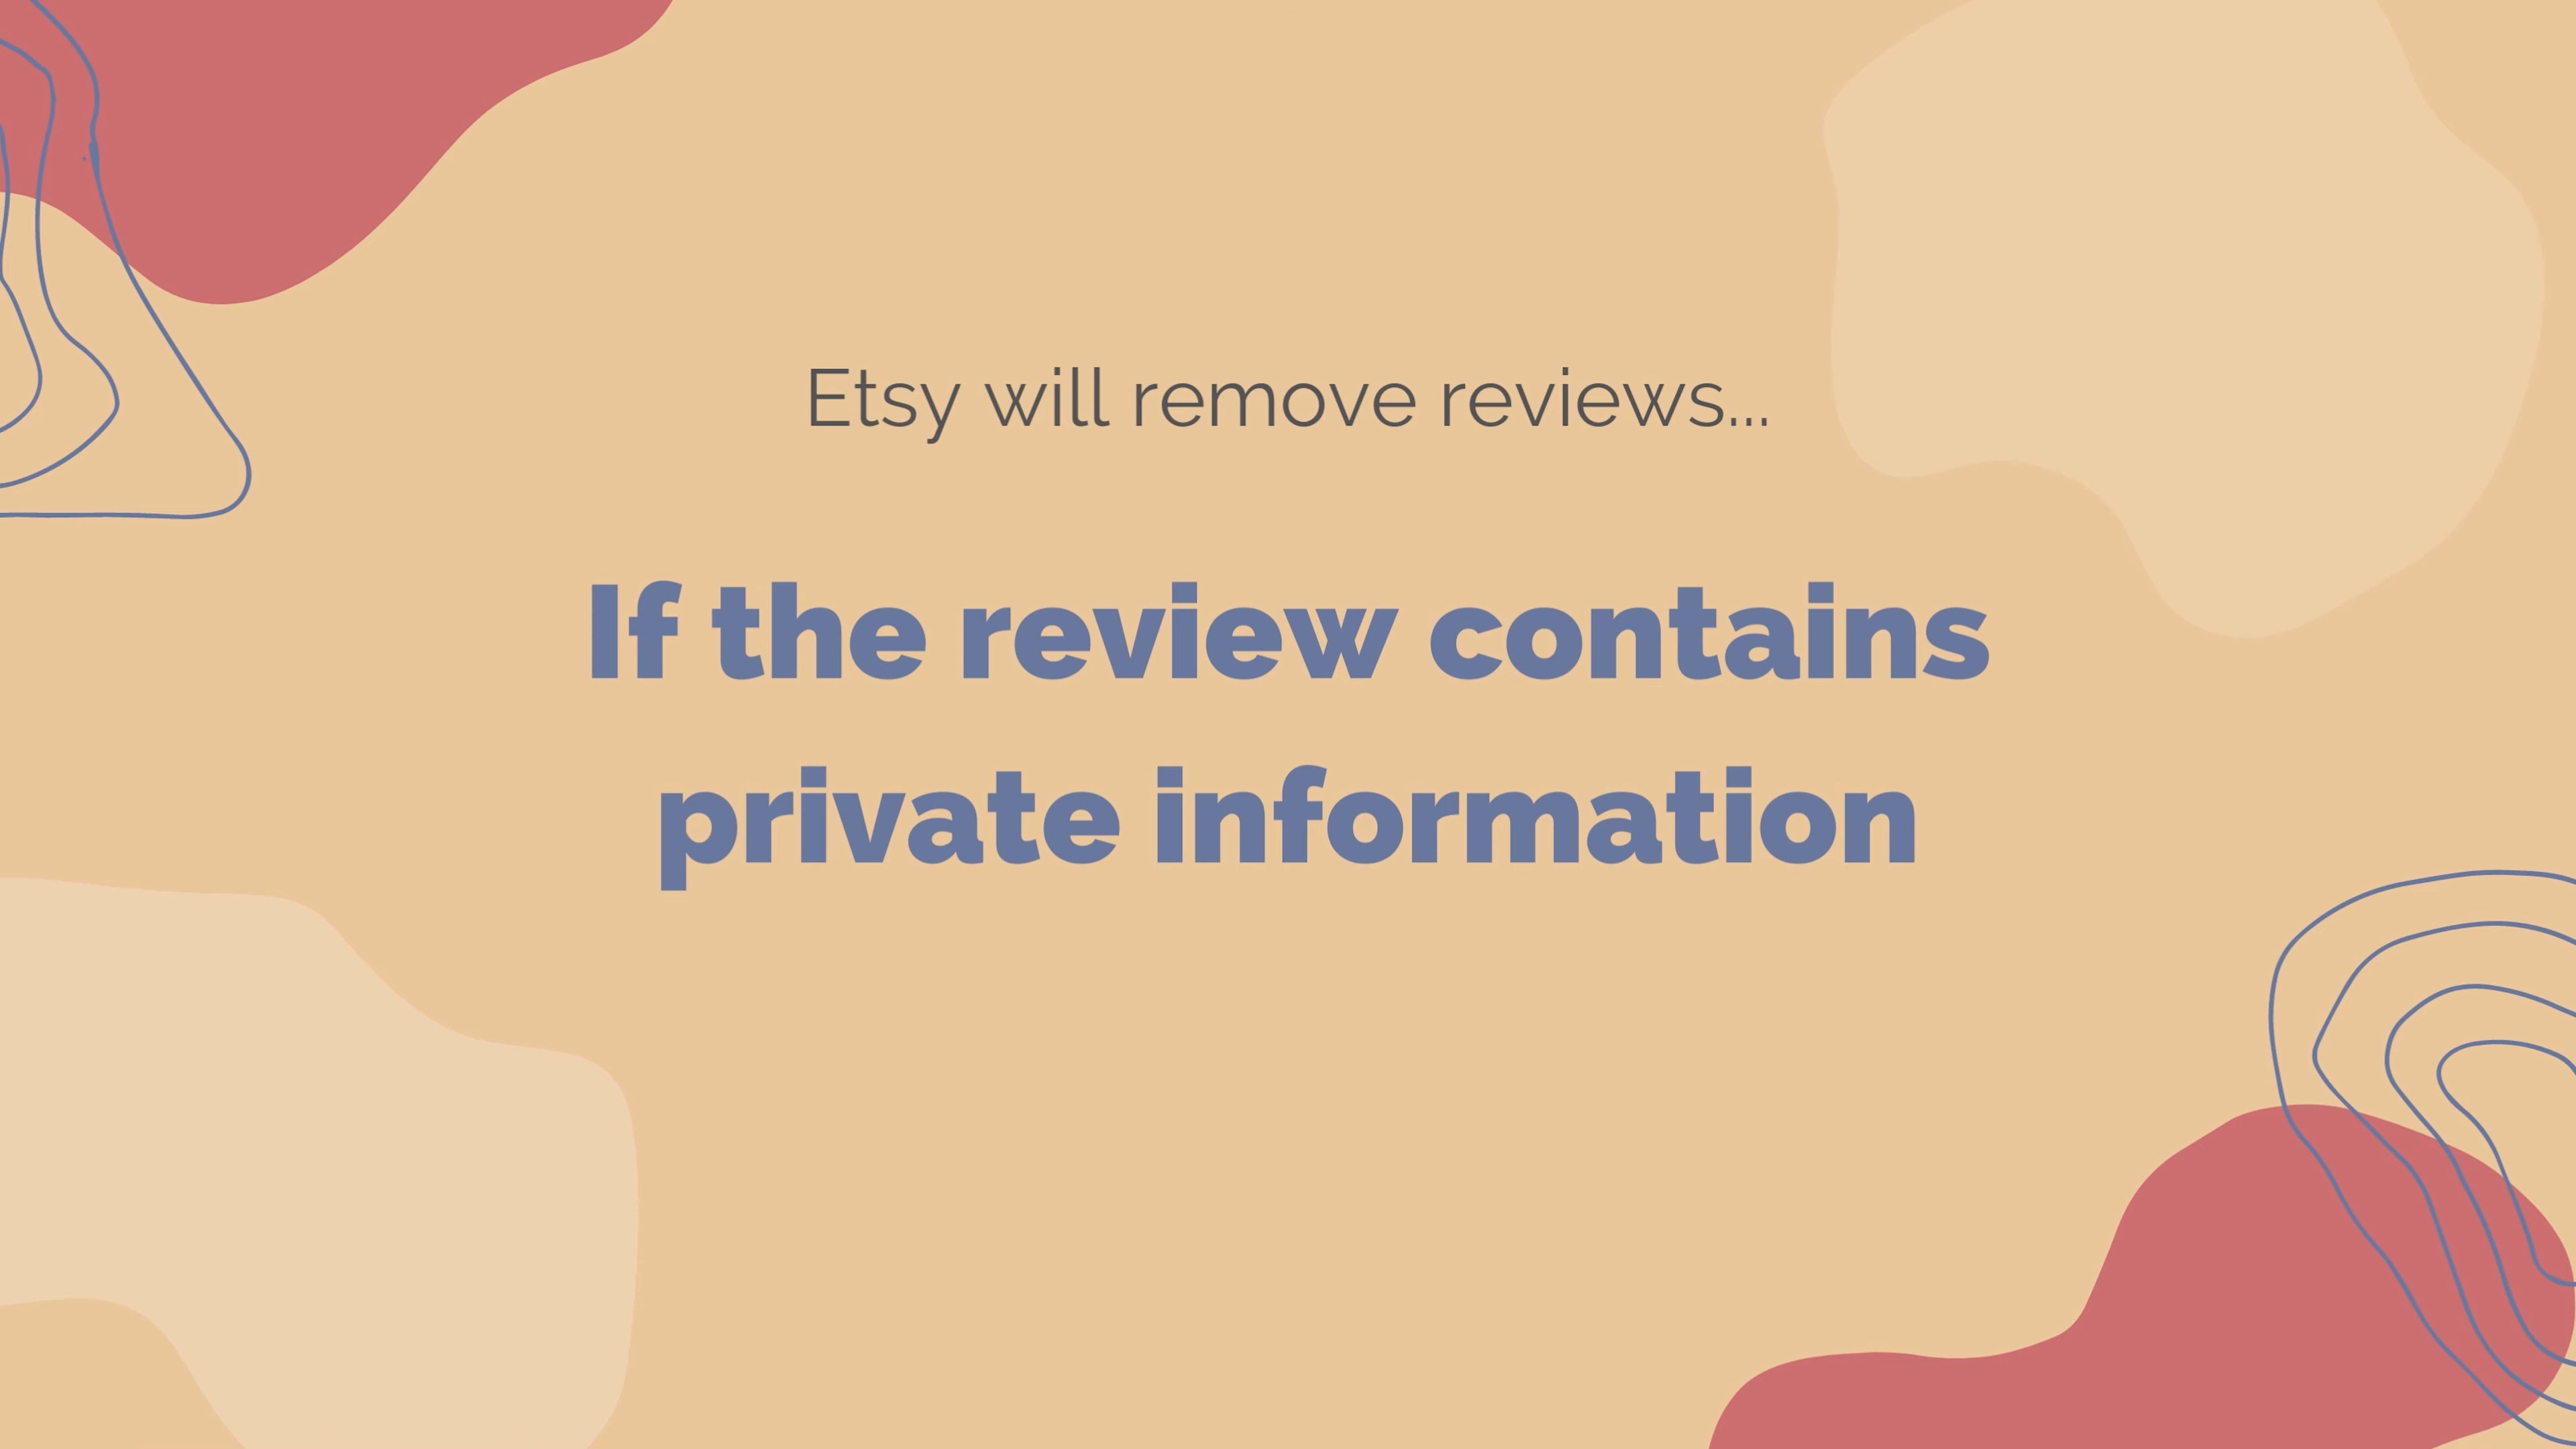 Etsy will remove reviews...
If the review contains
private information